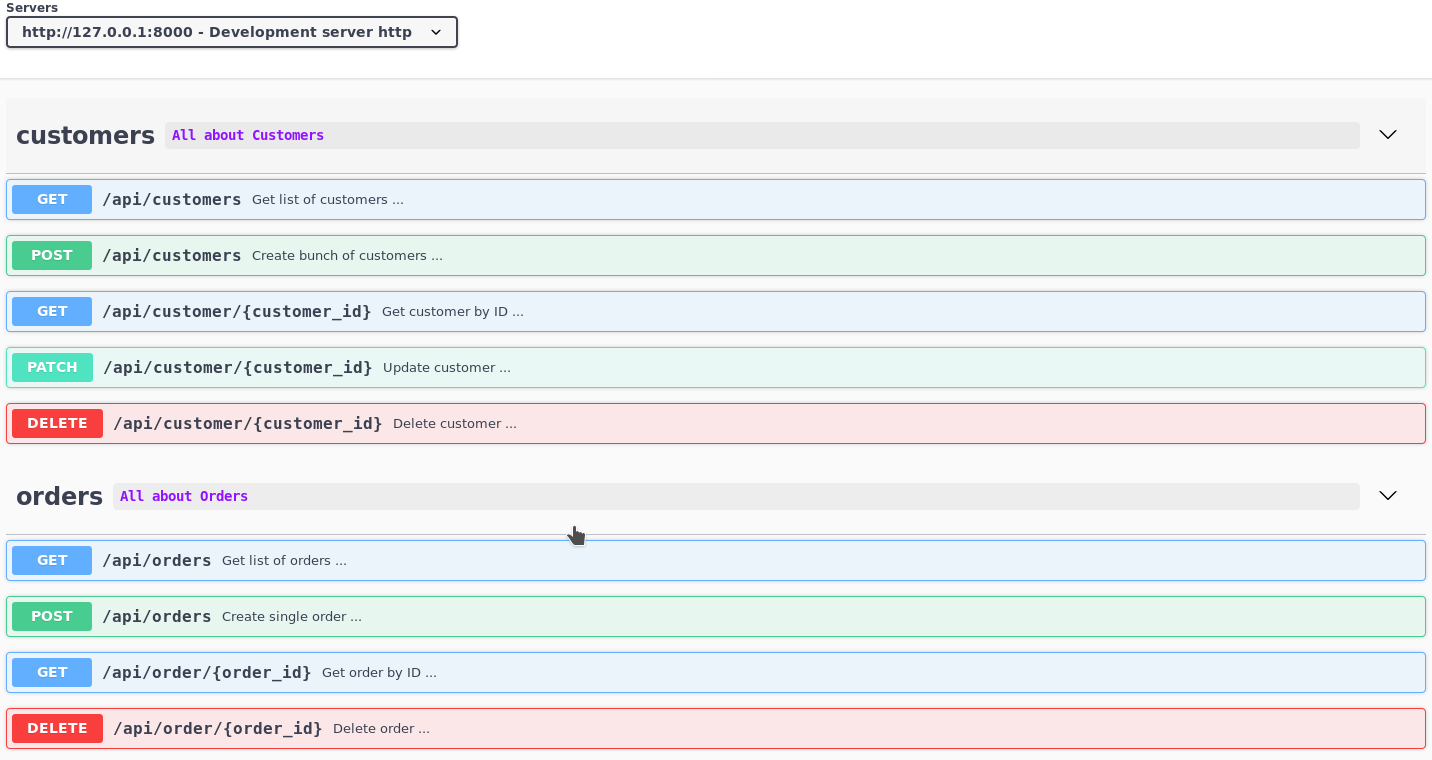 Servers
http://127.0.0.1:8000 - Development server http
customers All about Customers
GET /api/customers Get list of customers ...
POST /api/customers Create bunch of customers ...
GET /api/customer/{customer_id} Get customer by ID ...
PATCH /api/customer/{customer_id} Update customer ...
DELETE /api/customer/{customer_id} Delete customer ...
orders All about Orders
GET /api/orders Get list of orders ...
POST /api/orders Create single order ...
GET /api/order/{order_id} Get order by ID ...
DELETE /api/order/{order_id} Delete order ...